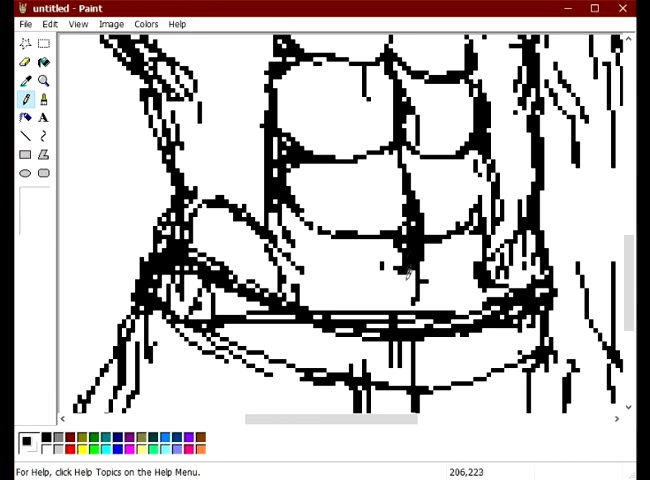 untitled - Paint
File Edit View Image Colors Help
A
For Help, click Help Topics on the Help Menu.
206,223